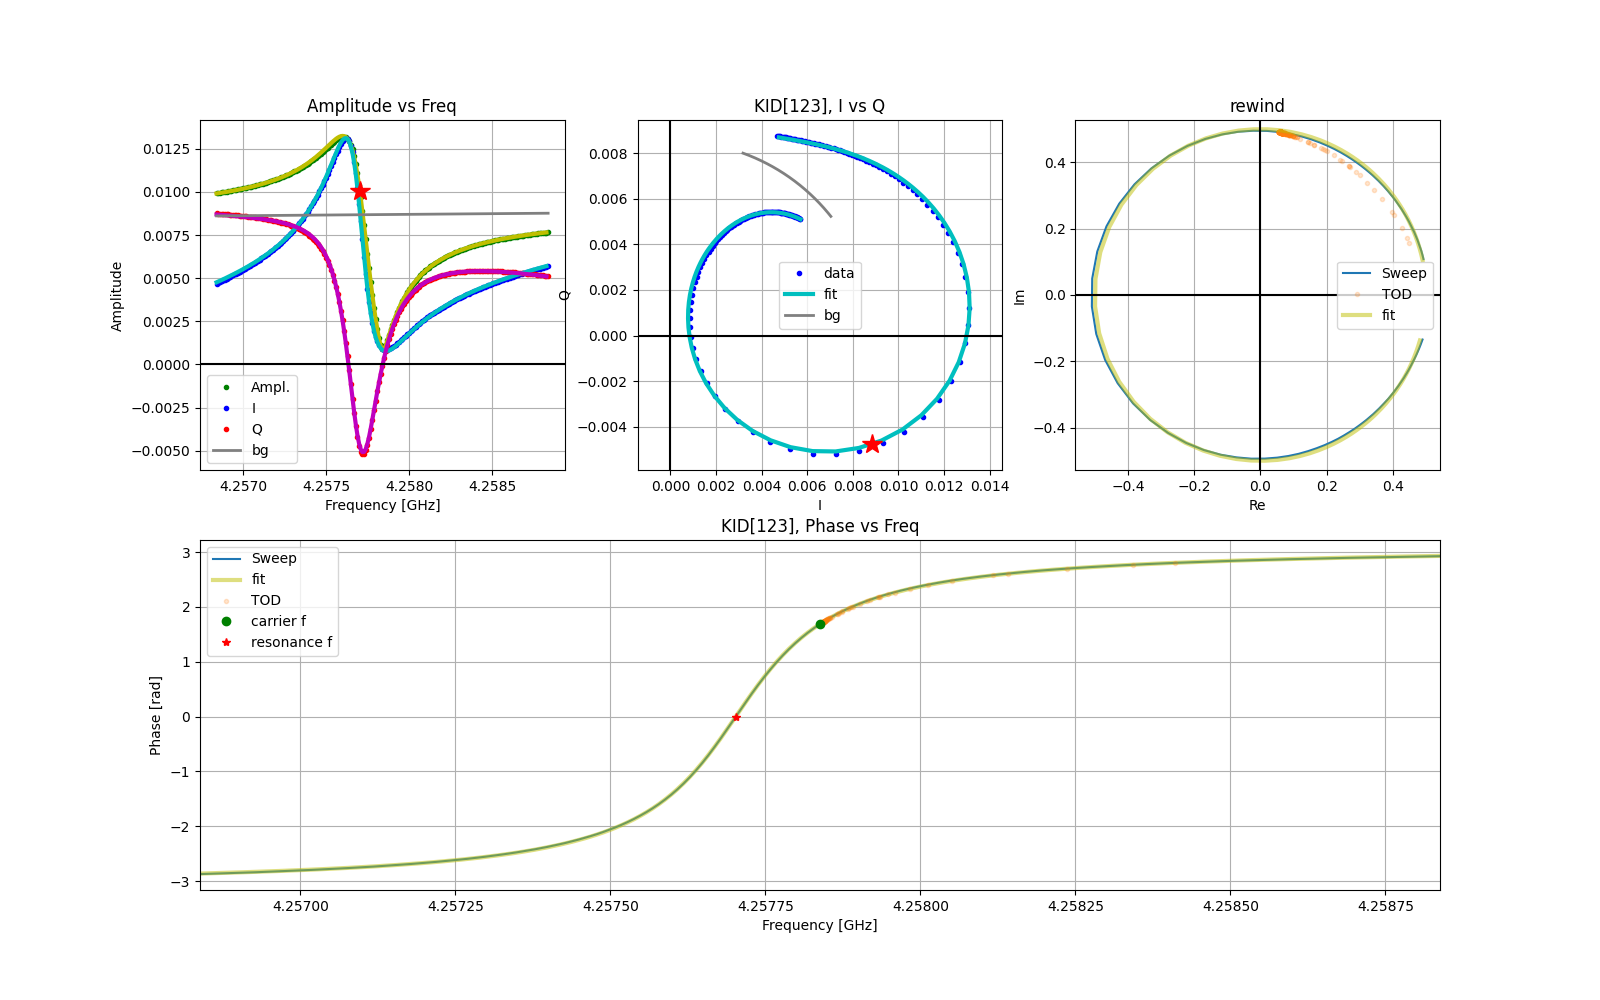 Amplitude vs Freq
Amplitude
0.0125
0.0100
0.0075
0.0050
0.0025
0.0000
−0.0025
−0.0050
Ampl.
I
Q
bg
4.2570 4.2575 4.2580 4.2585
Frequency [GHz]
KID[123], I vs Q
Q
0.008
0.006
0.004
0.002
0.000
−0.002
−0.004
data
fit
bg
0.000 0.002 0.004 0.006 0.008 0.010 0.012 0.014
I
rewind
Im
0.4
0.2
0.0
−0.2
−0.4
Sweep
TOD
fit
−0.4 −0.2 0.0 0.2 0.4
Re
KID[123], Phase vs Freq
Phase [rad]
3
2
1
0
−1
−2
−3
Sweep
fit
TOD
carrier f
resonance f
4.25700 4.25725 4.25750 4.25775 4.25800 4.25825 4.25850 4.25875
Frequency [GHz]